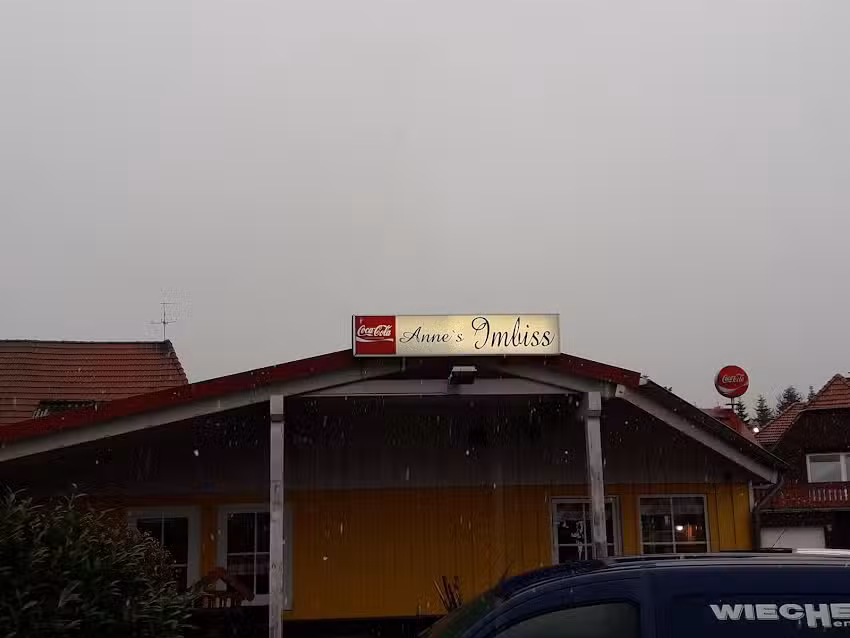 Coca-Cola Anne's Imbiss
Coca-Cola
WIECHE